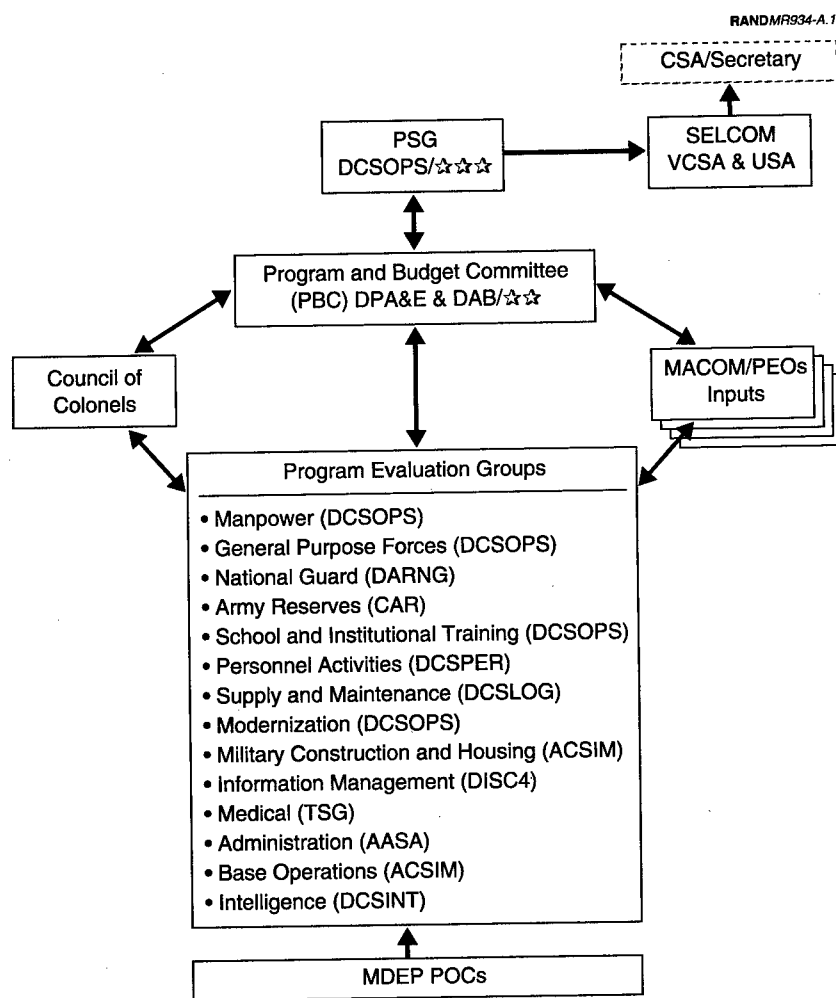 RANDMR934-A.1
CSA/Secretary
PSG
DCSOPS/☆☆☆
SELCOM
VCSA & USA
Program and Budget Committee
(PBC) DPA&E & DAB/☆☆
Council of
Colonels
MACOM/PEOs
Inputs
Program Evaluation Groups
• Manpower (DCSOPS)
• General Purpose Forces (DCSOPS)
• National Guard (DARNG)
• Army Reserves (CAR)
• School and Institutional Training (DCSOPS)
• Personnel Activities (DCSPER)
• Supply and Maintenance (DCSLOG)
• Modernization (DCSOPS)
• Military Construction and Housing (ACSIM)
• Information Management (DISC4)
• Medical (TSG)
• Administration (AASA)
• Base Operations (ACSIM)
• Intelligence (DCSINT)
MDEP POCs